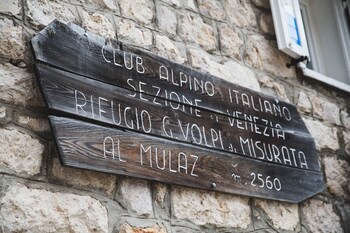 CLUB ALPINO ITALIANO
SEZIONE di VENEZIA
RIFUGIO G. VOLPI di MISURATA
AL MULAZ m. 2560